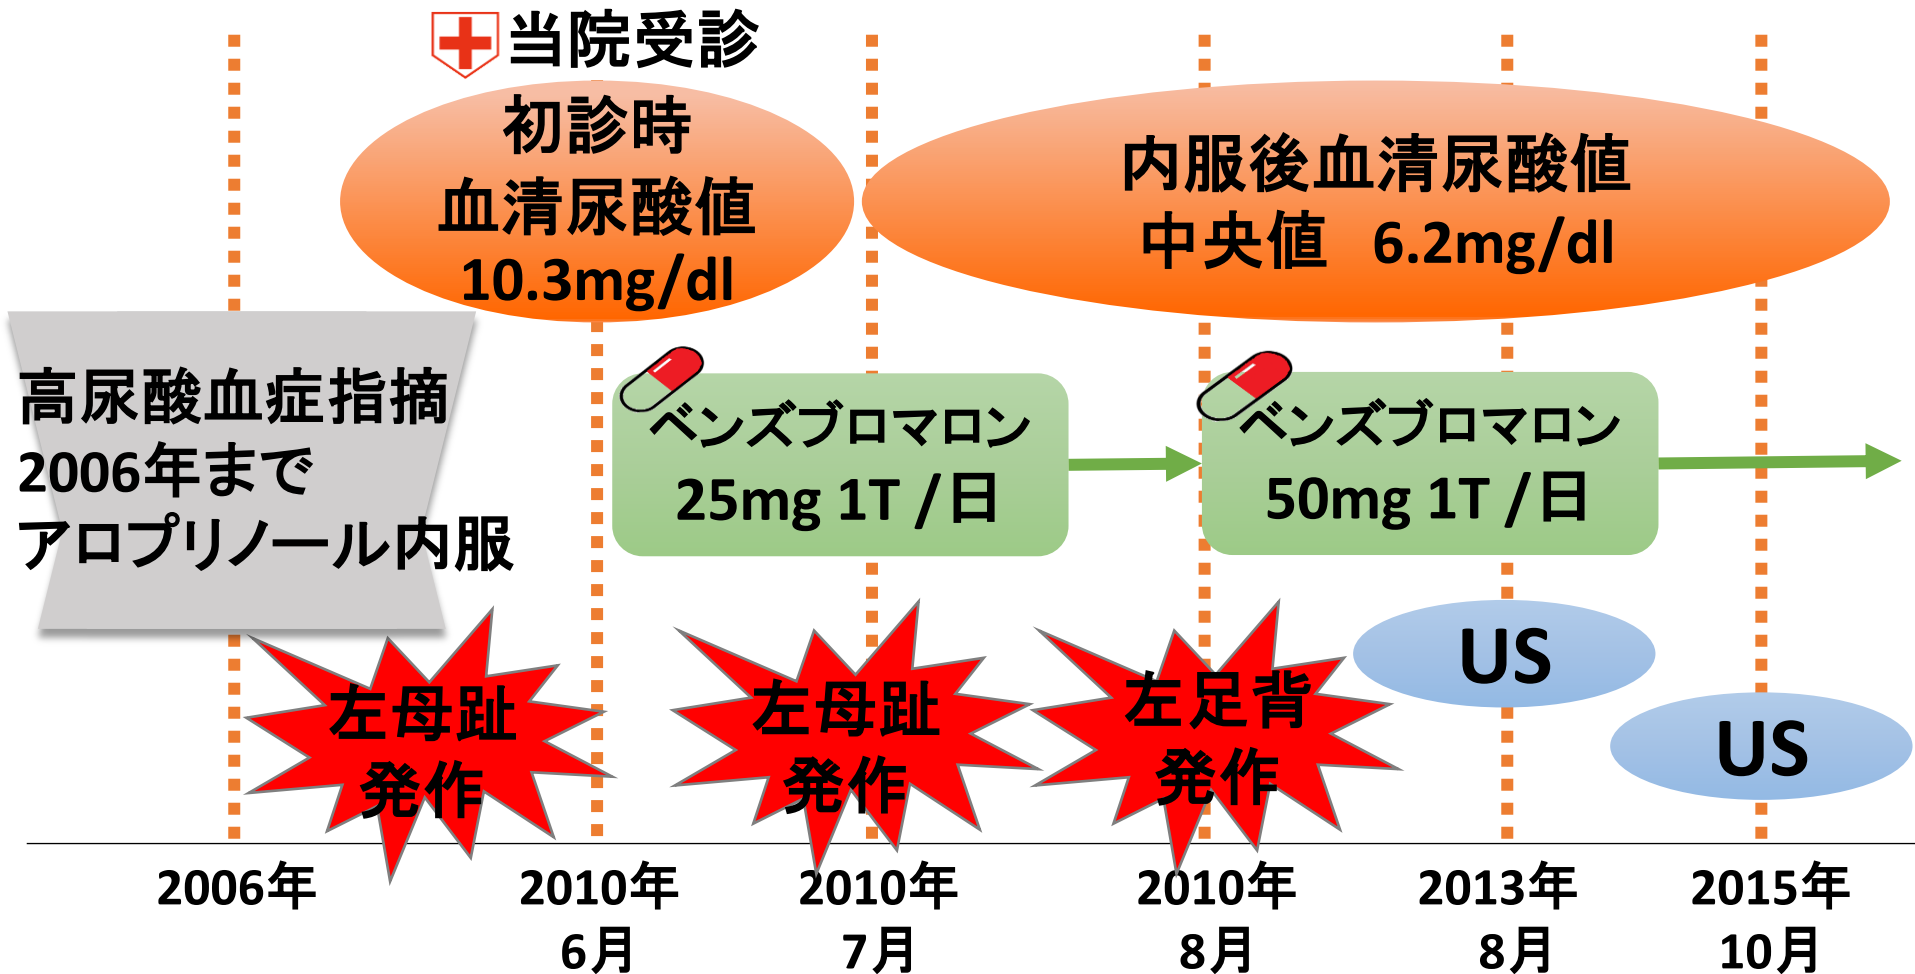 当院受診
初診時
血清尿酸値
10.3mg/dl
内服後血清尿酸値
中央値 6.2mg/dl
高尿酸血症指摘
2006年まで
アロプリノール内服
ベンズブロマロン
25mg 1T /日
ベンズブロマロン
50mg 1T /日
左母趾
発作
左母趾
発作
左足背
発作
US
US
2006年
2010年
6月
2010年
7月
2010年
8月
2013年
8月
2015年
10月